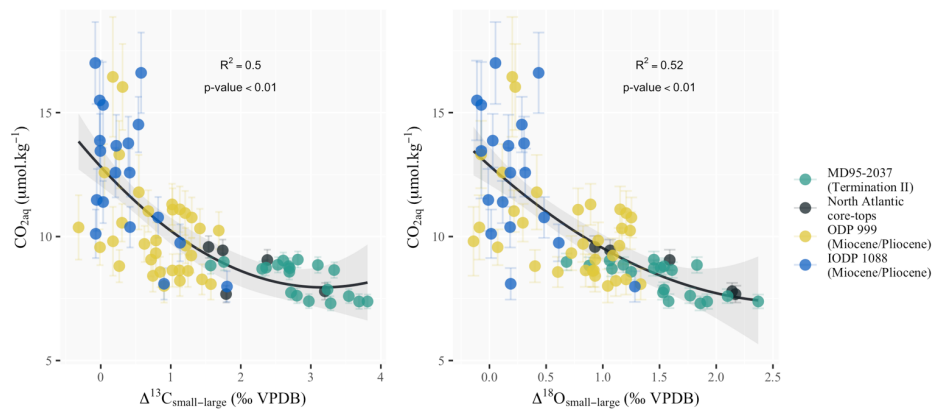 R² = 0.5
p-value < 0.01
15
10
5
CO₂aq (µmol.kg⁻¹)
0
1
2
3
4
Δ¹³Csmall−large (‰ VPDB)
R² = 0.52
p-value < 0.01
15
10
5
CO₂aq (µmol.kg⁻¹)
0.0
0.5
1.0
1.5
2.0
2.5
Δ¹⁸Osmall−large (‰ VPDB)
MD95-2037
(Termination II)
North Atlantic
core-tops
ODP 999
(Miocene/Pliocene)
IODP 1088
(Miocene/Pliocene)